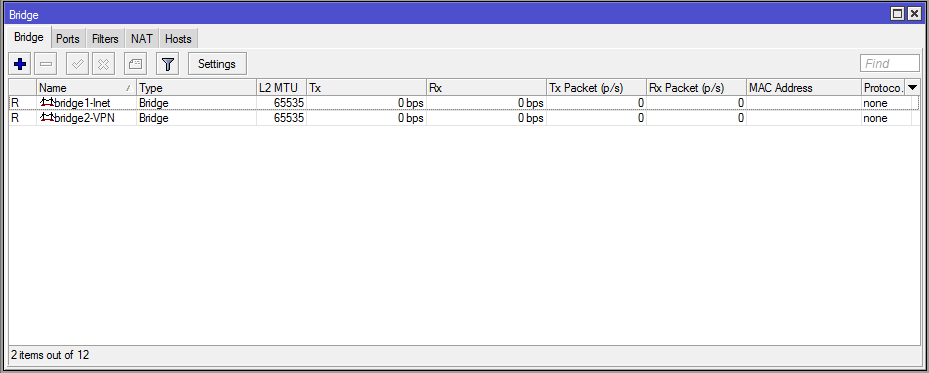 Bridge
Bridge Ports Filters NAT Hosts
Settings Find
Name / Type L2 MTU Tx Rx Tx Packet (p/s) Rx Packet (p/s) MAC Address Protoco...
R bridge1-Inet Bridge 65535 0 bps 0 bps 0 0 none
R bridge2-VPN Bridge 65535 0 bps 0 bps 0 0 none
2 items out of 12